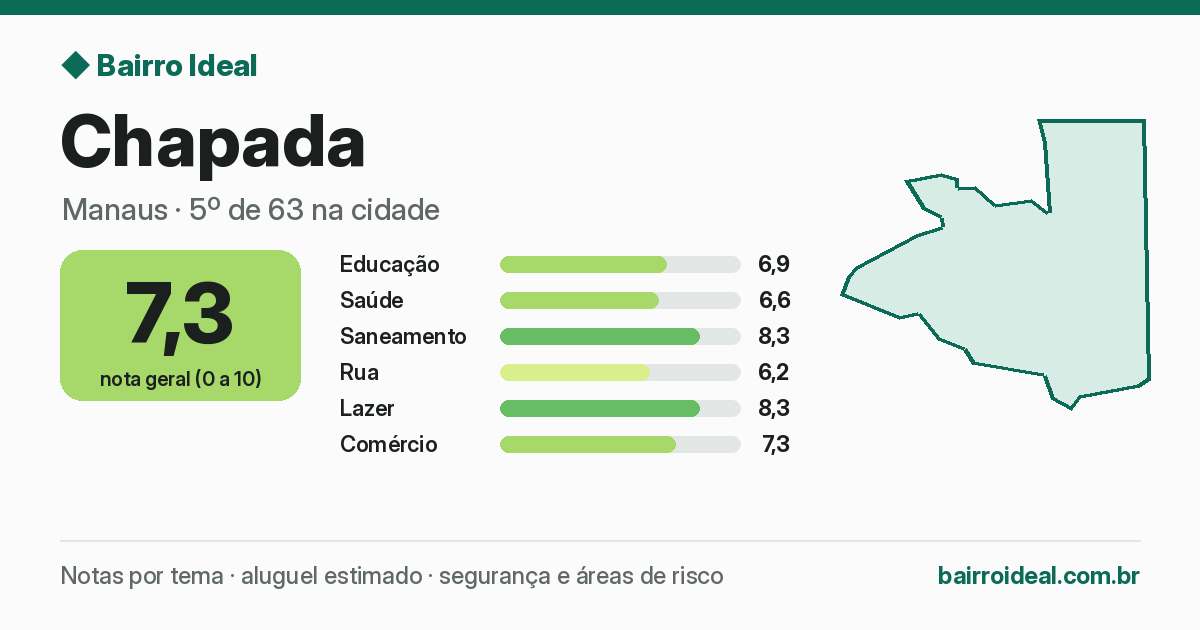 Bairro Ideal
Chapada
Manaus · 5º de 63 na cidade
7,3
nota geral (0 a 10)
Educação 6,9
Saúde 6,6
Saneamento 8,3
Rua 6,2
Lazer 8,3
Comércio 7,3
Notas por tema · aluguel estimado · segurança e áreas de risco
bairroideal.com.br